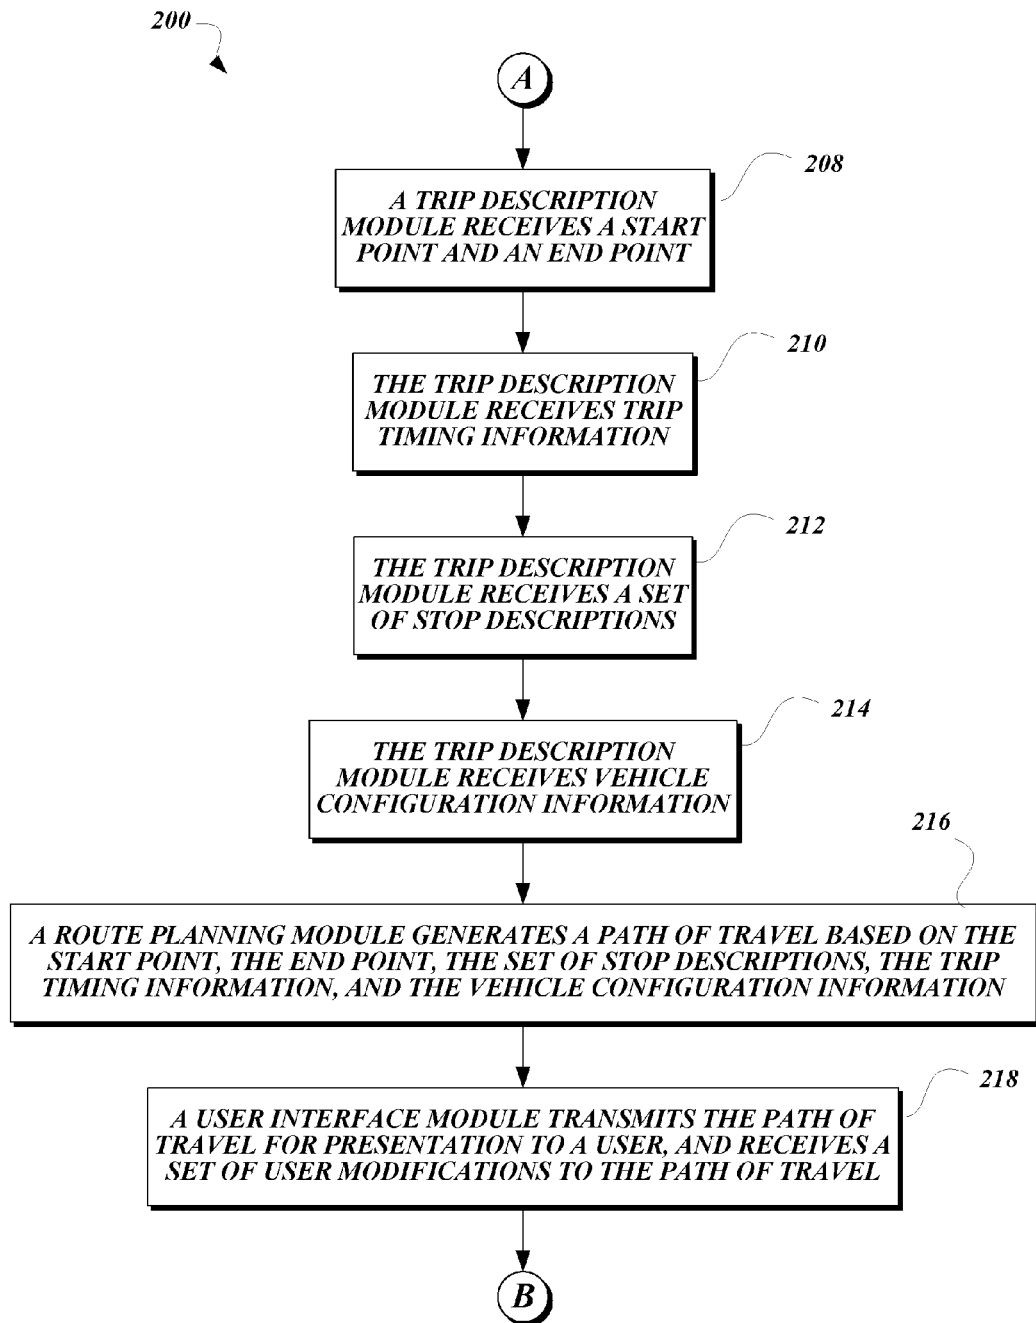 200
A
208
A TRIP DESCRIPTION
MODULE RECEIVES A START
POINT AND AN END POINT
210
THE TRIP DESCRIPTION
MODULE RECEIVES TRIP
TIMING INFORMATION
212
THE TRIP DESCRIPTION
MODULE RECEIVES A SET
OF STOP DESCRIPTIONS
214
THE TRIP DESCRIPTION
MODULE RECEIVES VEHICLE
CONFIGURATION INFORMATION
216
A ROUTE PLANNING MODULE GENERATES A PATH OF TRAVEL BASED ON THE
START POINT, THE END POINT, THE SET OF STOP DESCRIPTIONS, THE TRIP
TIMING INFORMATION, AND THE VEHICLE CONFIGURATION INFORMATION
218
A USER INTERFACE MODULE TRANSMITS THE PATH OF
TRAVEL FOR PRESENTATION TO A USER, AND RECEIVES A
SET OF USER MODIFICATIONS TO THE PATH OF TRAVEL
B